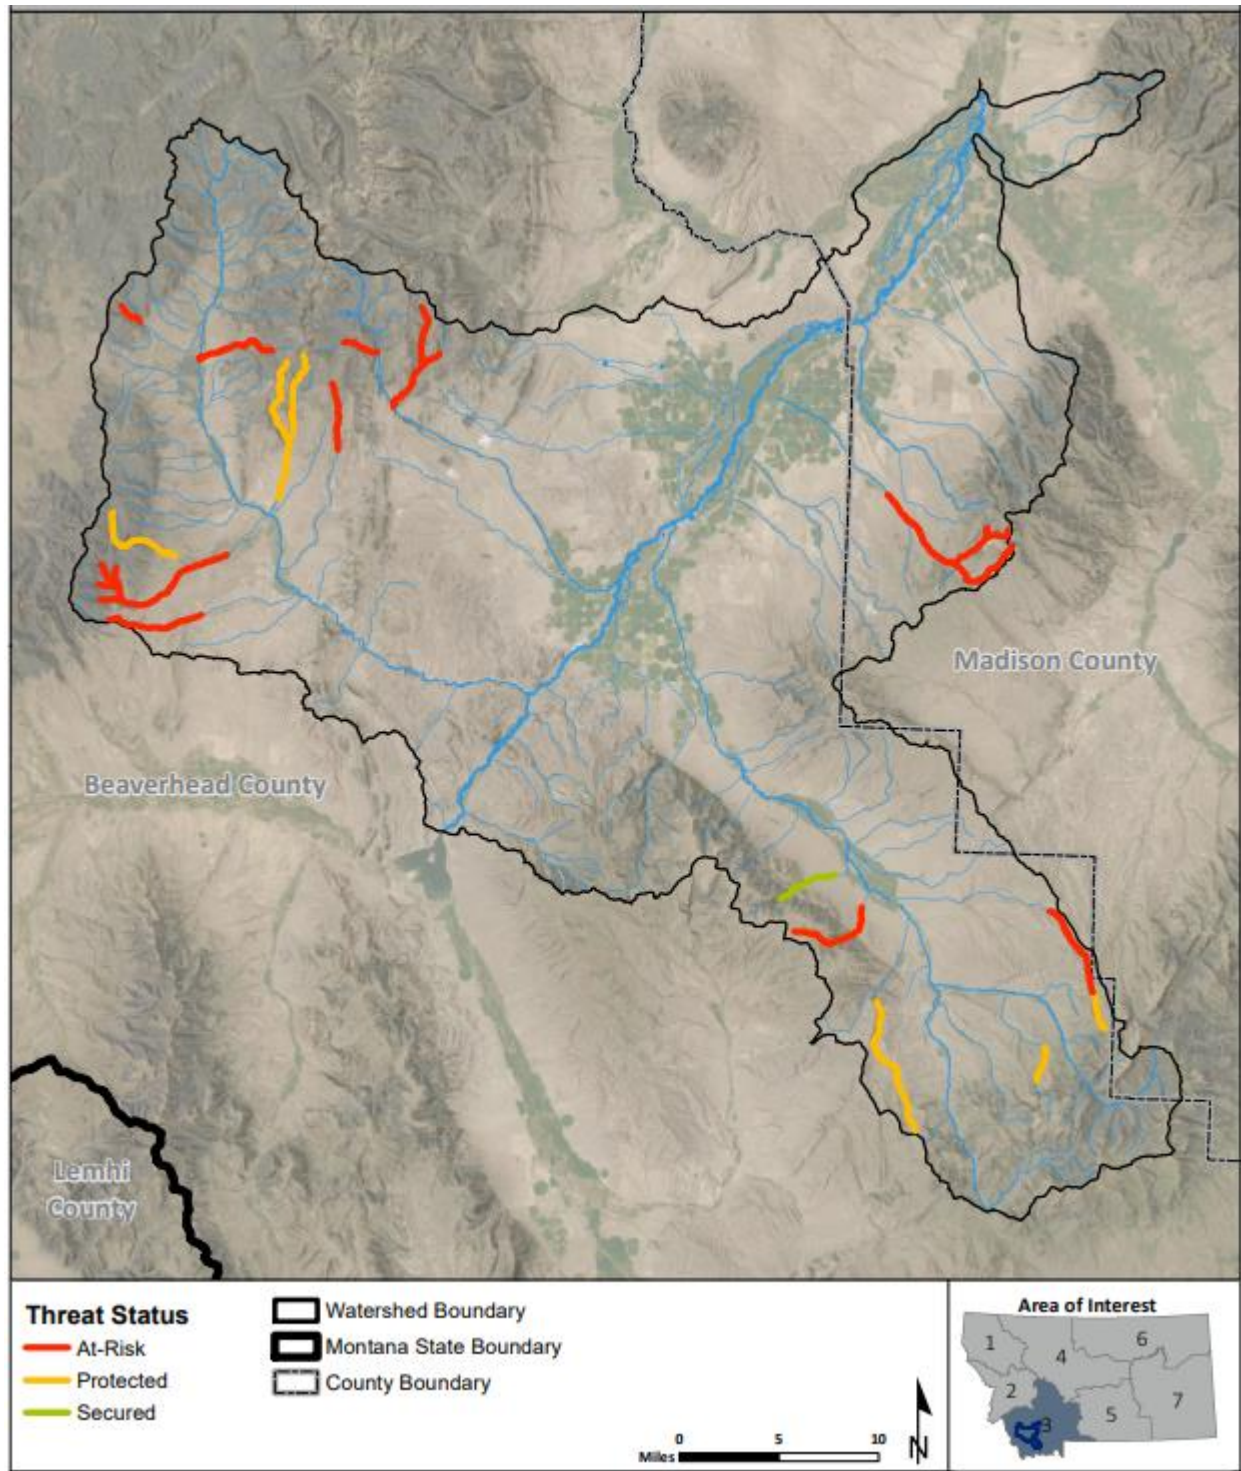 Madison County
Beaverhead County
Lemhi
County
Threat Status
At-Risk
Protected
Secured
Watershed Boundary
Montana State Boundary
County Boundary
0 5 10
Miles
N
Area of Interest
1
2
3
4
5
6
7